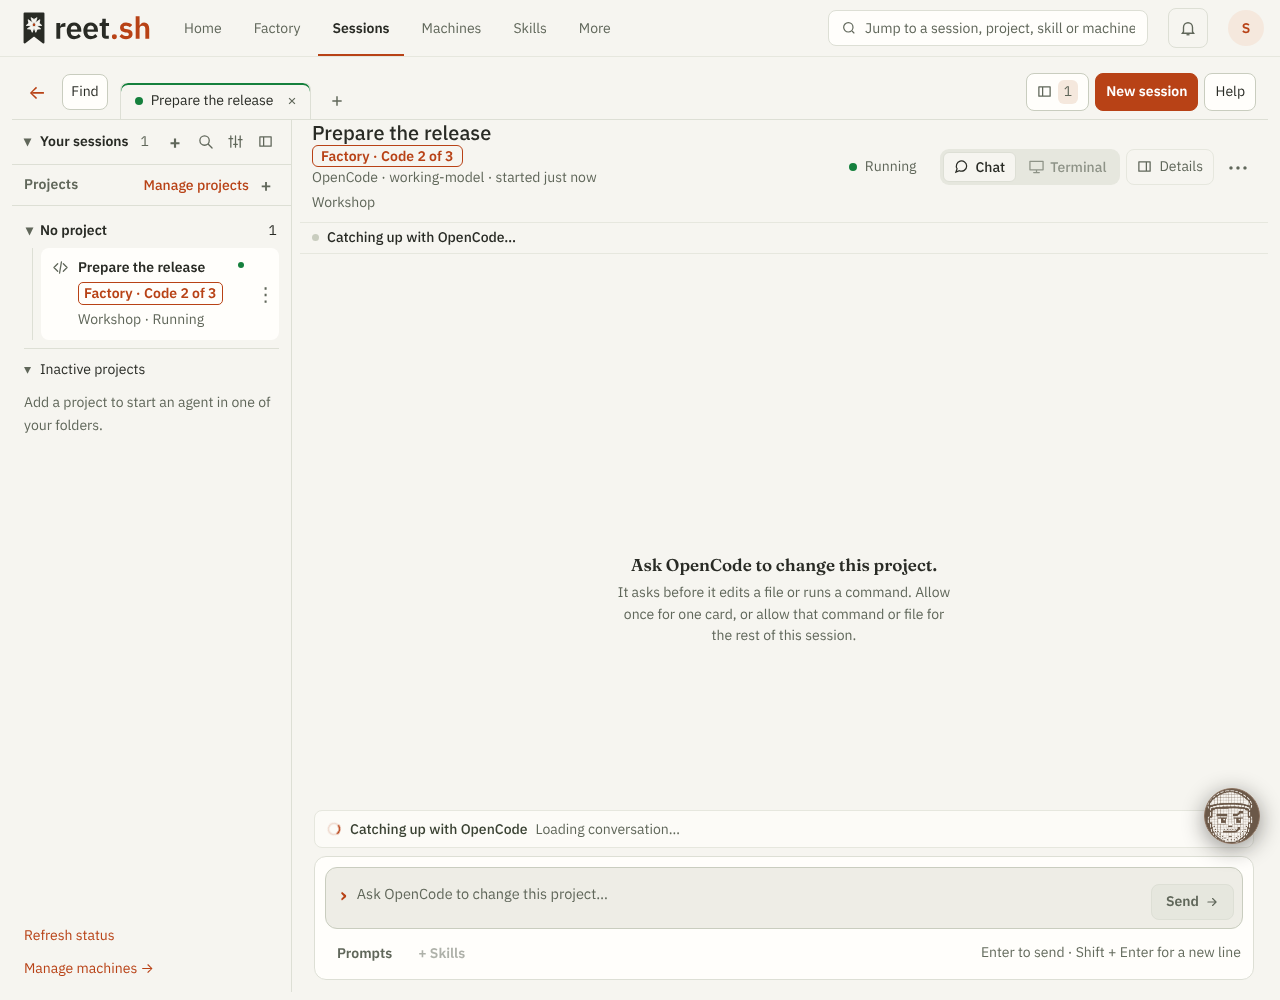 reet.sh
Home
Factory
Sessions
Machines
Skills
More
Jump to a session, project, skill or machine
S
Find
Prepare the release ×
+
1
New session
Help
▼ Your sessions 1 +
Projects
Manage projects +
▼ No project 1
Prepare the release
Factory · Code 2 of 3
Workshop · Running
▼ Inactive projects
Add a project to start an agent in one of
your folders.
Refresh status
Manage machines →
Prepare the release
Factory · Code 2 of 3
OpenCode · working-model · started just now
Workshop
Running
Chat
Terminal
Details
Catching up with OpenCode...
Ask OpenCode to change this project.
It asks before it edits a file or runs a command. Allow
once for one card, or allow that command or file for
the rest of this session.
Catching up with OpenCode Loading conversation...
› Ask OpenCode to change this project...
Send →
Prompts
+ Skills
Enter to send · Shift + Enter for a new line